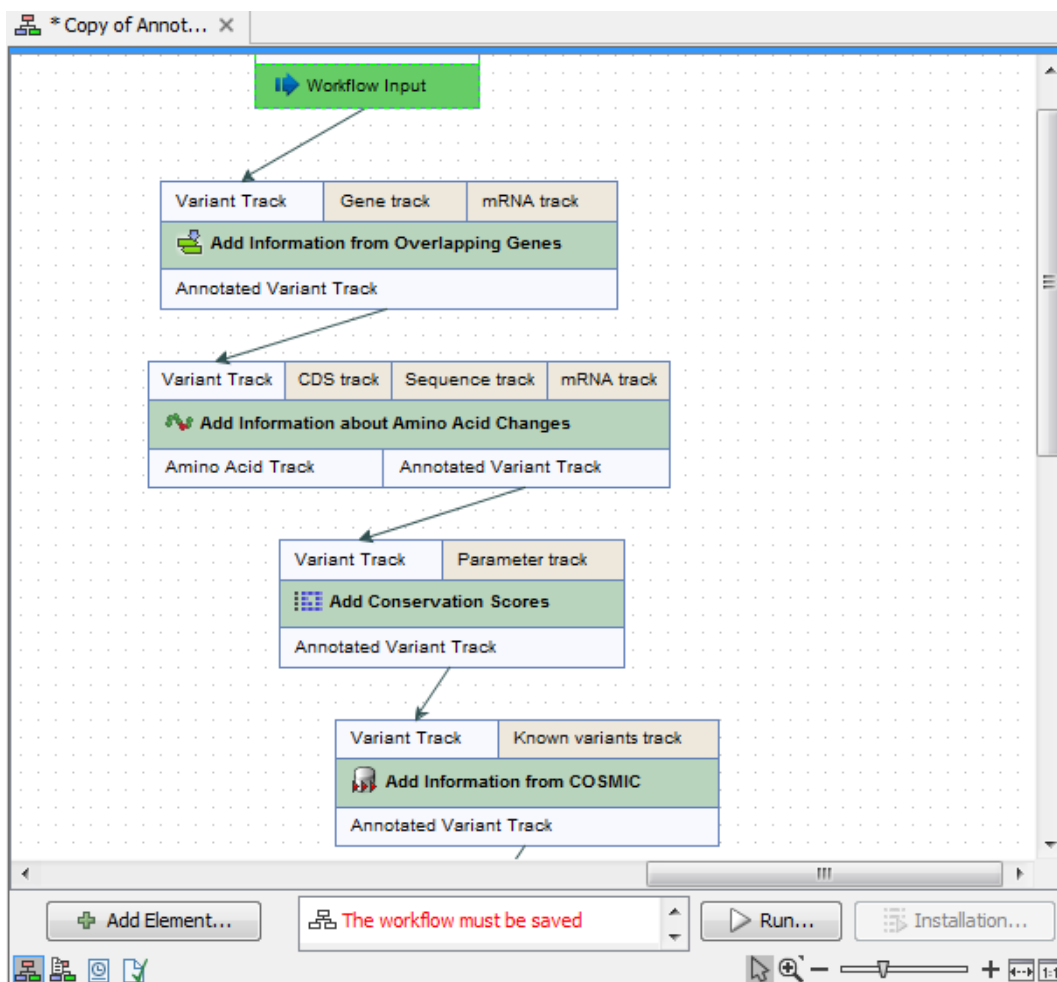 * Copy of Annot...
Workflow Input
Variant Track Gene track mRNA track
Add Information from Overlapping Genes
Annotated Variant Track
Variant Track CDS track Sequence track mRNA track
Add Information about Amino Acid Changes
Amino Acid Track Annotated Variant Track
Variant Track Parameter track
Add Conservation Scores
Annotated Variant Track
Variant Track Known variants track
Add Information from COSMIC
Annotated Variant Track
Add Element... The workflow must be saved Run... Installation...
1:1